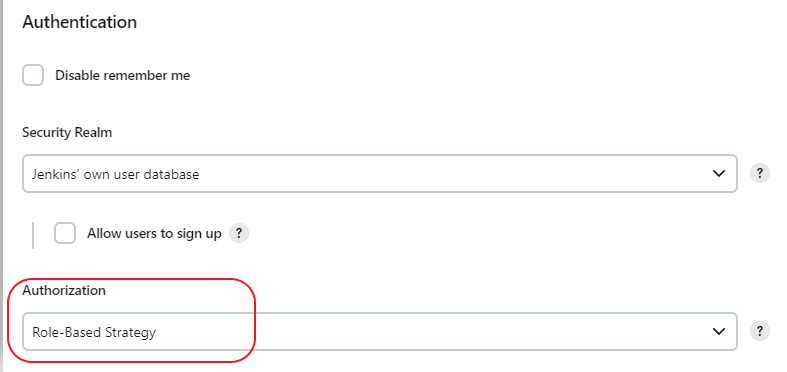 Authentication
Disable remember me
Security Realm
Jenkins’ own user database
?
Allow users to sign up ?
Authorization
Role-Based Strategy
?